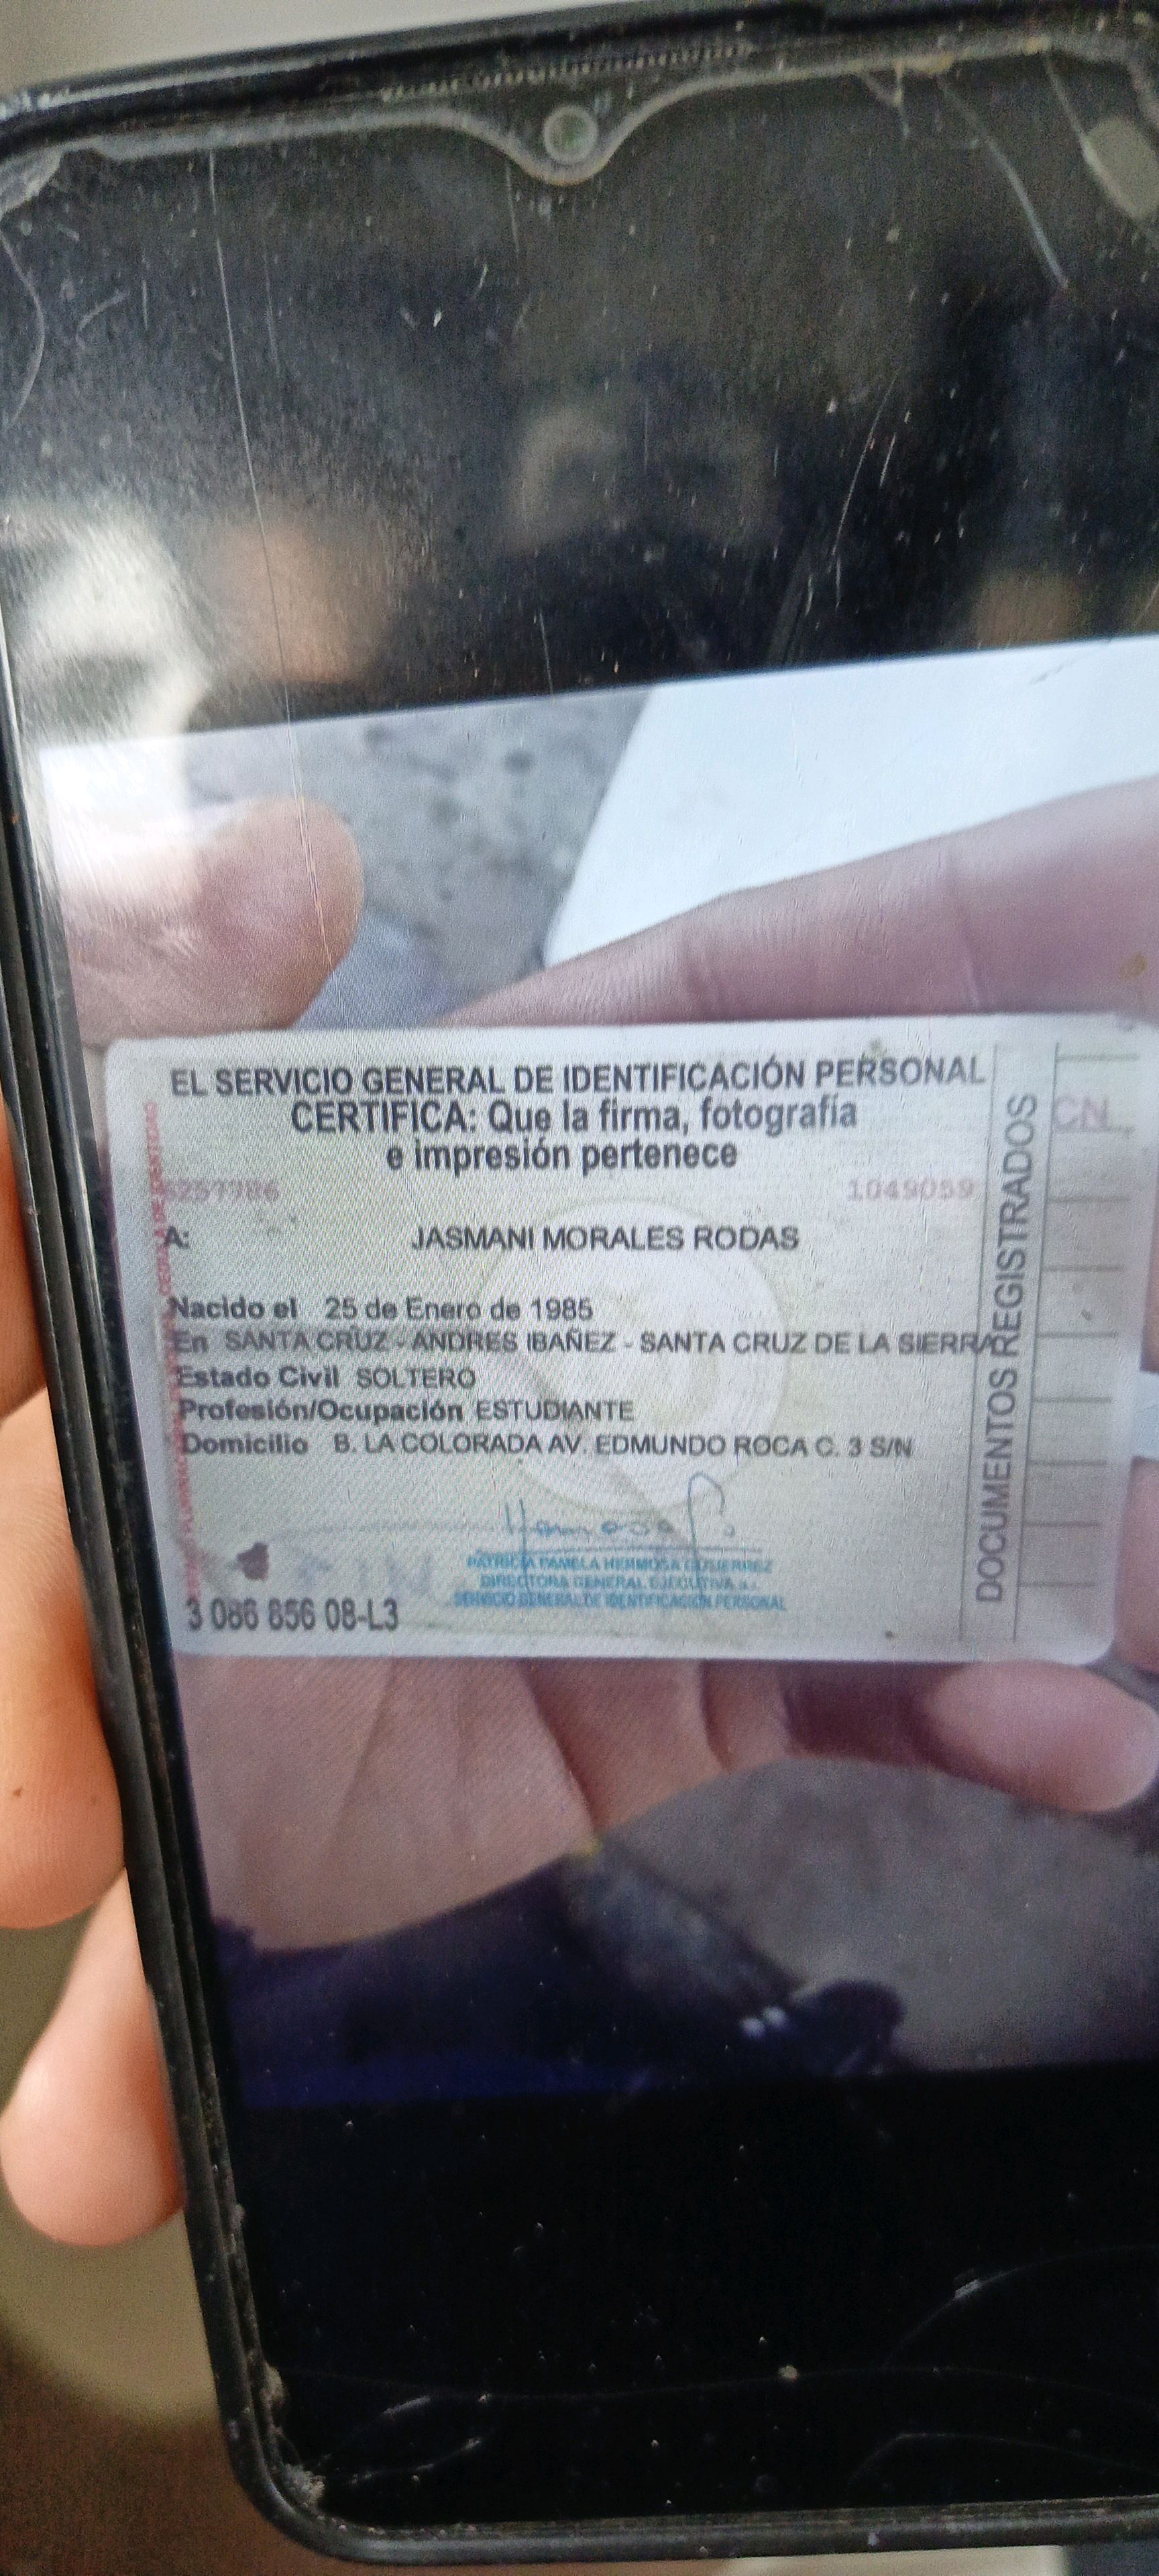 EL SERVICIO GENERAL DE IDENTIFICACIÓN PERSONAL
CERTIFICA: Que la firma, fotografía
e impresión pertenece
1049059
A: JASMANI MORALES RODAS
Nacido el 25 de Enero de 1985
En SANTA CRUZ - ANDRES IBAÑEZ - SANTA CRUZ DE LA SIERRA
Estado Civil SOLTERO
Profesión/Ocupación ESTUDIANTE
Domicilio B. LA COLORADA AV. EDMUNDO ROCA C. 3 S/N
PATRICIA PAMELA HERMOSA GUTIERREZ
DIRECTORA GENERAL EJECUTIVA a.i.
SERVICIO GENERAL DE IDENTIFICACIÓN PERSONAL
3 086 856 08-L3
DOCUMENTOS REGISTRADOS
CN